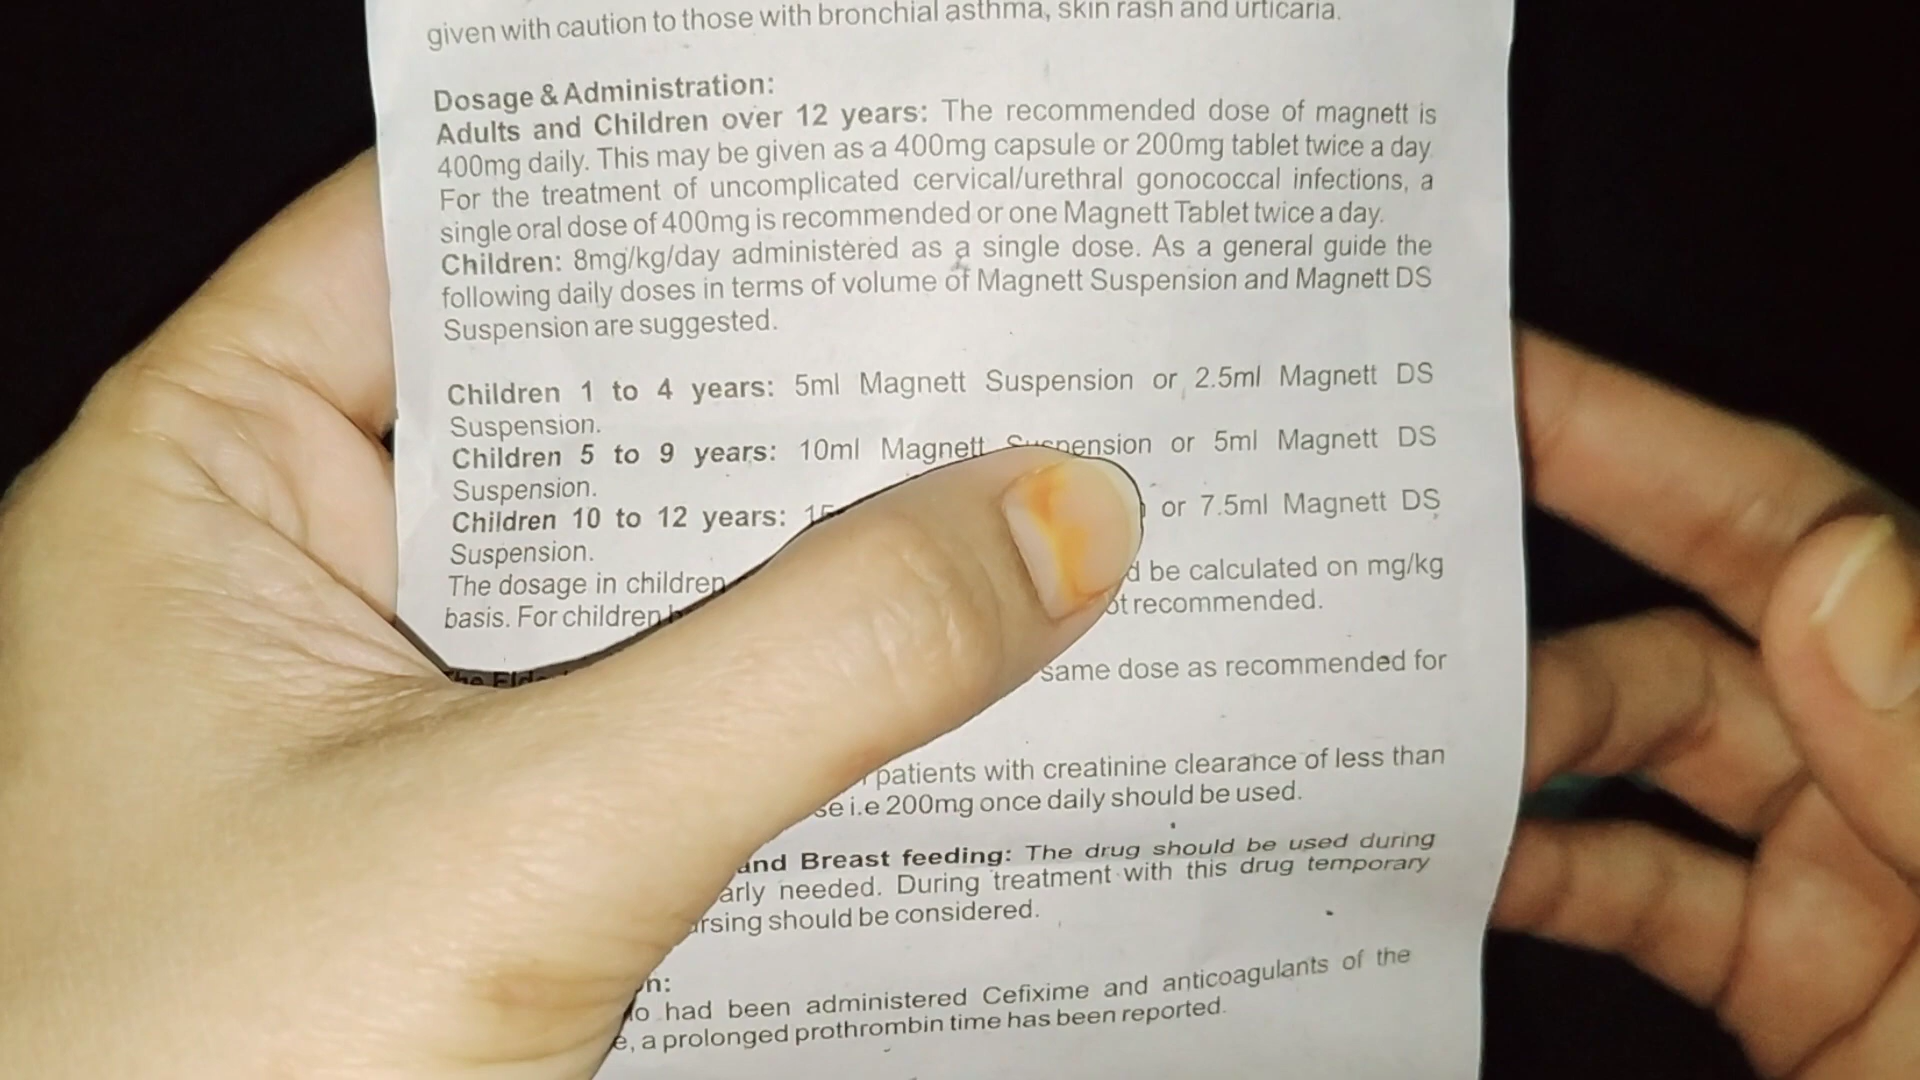 given with caution to those with bronchial asthma, skin rash and urticaria.
Dosage & Administration:
Adults and Children over 12 years: The recommended dose of magnett is
400mg daily. This may be given as a 400mg capsule or 200mg tablet twice a day.
For the treatment of uncomplicated cervical/urethral gonococcal infections, a
single oral dose of 400mg is recommended or one Magnett Tablet twice a day.
Children: 8mg/kg/day administered as a single dose. As a general guide the
following daily doses in terms of volume of Magnett Suspension and Magnett DS
Suspension are suggested.
Children 1 to 4 years: 5ml Magnett Suspension or 2.5ml Magnett DS
Suspension.
Children 5 to 9 years: 10ml Magnett Suspension or 5ml Magnett DS
Suspension.
Children 10 to 12 years: or 7.5ml Magnett DS
Suspension.
The dosage in children be calculated on mg/kg
basis. For children recommended.
same dose as recommended for
patients with creatinine clearance of less than
i.e 200mg once daily should be used.
and Breast feeding: The drug should be used during
needed. During treatment with this drug temporary
should be considered.
had been administered Cefixime and anticoagulants of the
a prolonged prothrombin time has been reported.